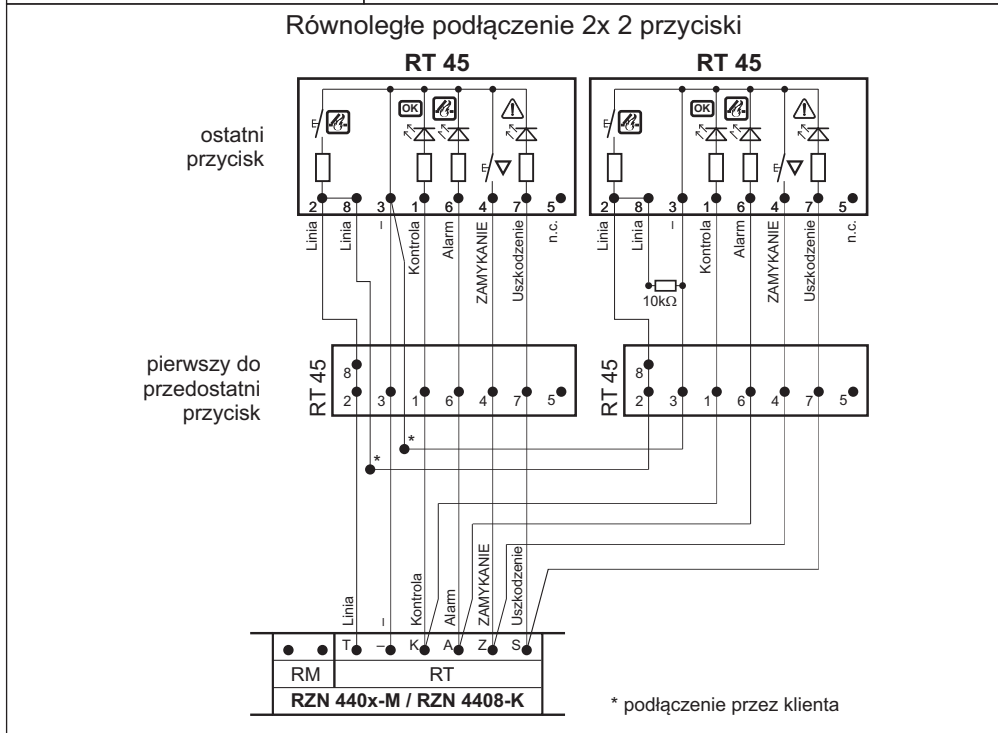 Równoległe podłączenie 2x 2 przyciski
RT 45 RT 45
OK OK
ostatni
przycisk
2 8 3 1 6 4 7 5 2 8 3 1 6 4 7 5
Linia Linia – Kontrola Alarm ZAMYKANIE Uszkodzenie n.c. Linia Linia – Kontrola Alarm ZAMYKANIE Uszkodzenie n.c.
10kΩ
pierwszy do
przedostatni
przycisk
RT 45 8 RT 45 8
2 3 1 6 4 7 5 2 3 1 6 4 7 5
*
*
Linia – Kontrola Alarm ZAMYKANIE Uszkodzenie
T – K A Z S
RM RT
RZN 440x-M / RZN 4408-K
* podłączenie przez klienta